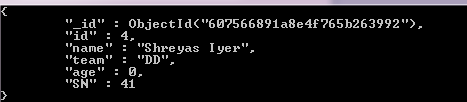 {
"_id" : ObjectId("607566891a8e4f765b263992"),
"id" : 4,
"name" : "Shreyas Iyer",
"team" : "DD",
"age" : 0,
"SN" : 41
}